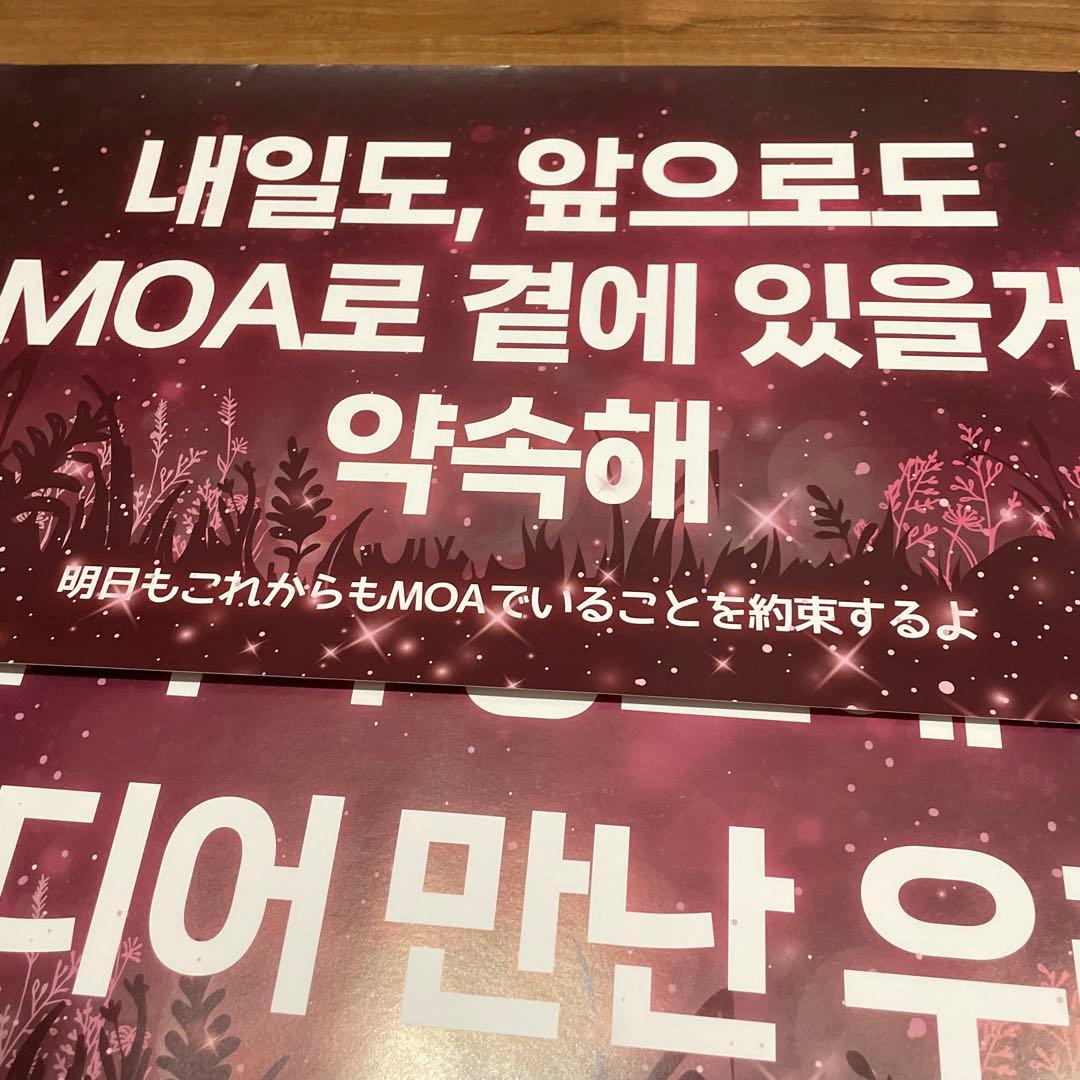 내일도, 앞으로도
MOA로 곁에 있을게
약속해
明日もこれからもMOAでいることを約束するよ
디어 만난 우